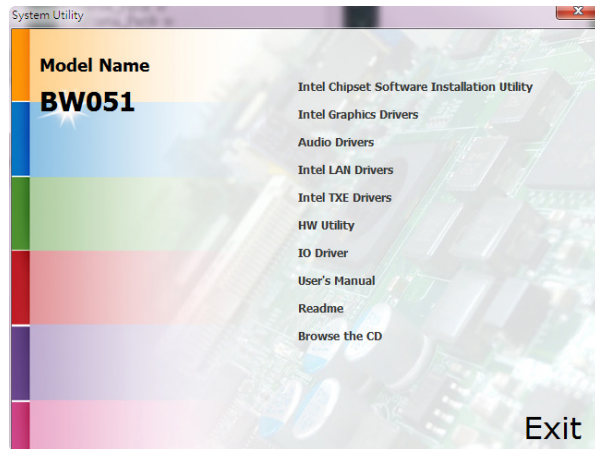 System Utility
Model Name
BW051
Intel Chipset Software Installation Utility
Intel Graphics Drivers
Audio Drivers
Intel LAN Drivers
Intel TXE Drivers
HW Utility
IO Driver
User's Manual
Readme
Browse the CD
Exit